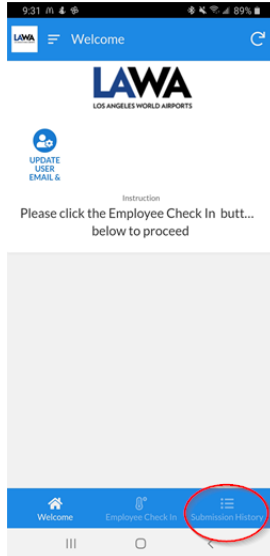 9:31
89%
LAWA
Welcome
LAWA
LOS ANGELES WORLD AIRPORTS
UPDATE
USER
EMAIL &
Instruction
Please click the Employee Check In butt...
below to proceed
Welcome
Employee Check In
Submission History